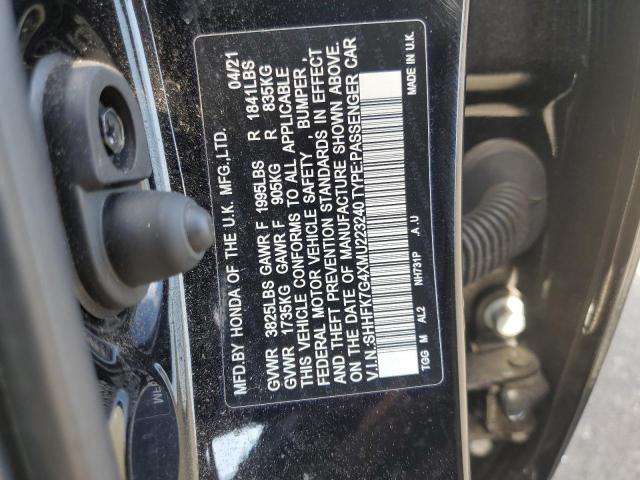 MFD.BY HONDA OF THE U.K. MFG.,LTD. 04/21
GVWR 3825LBS GAWR F 1995LBS R 1841LBS
GVWR 1735KG GAWR F 905KG R 835KG
THIS VEHICLE CONFORMS TO ALL APPLICABLE
FEDERAL MOTOR VEHICLE SAFETY , BUMPER ,
AND THEFT PREVENTION STANDARDS IN EFFECT
ON THE DATE OF MANUFACTURE SHOWN ABOVE.
V.I.N.:SHHFK7G4XMU223240 TYPE:PASSENGER CAR
TGG M AL2 NH731P A.U MADE IN U.K.